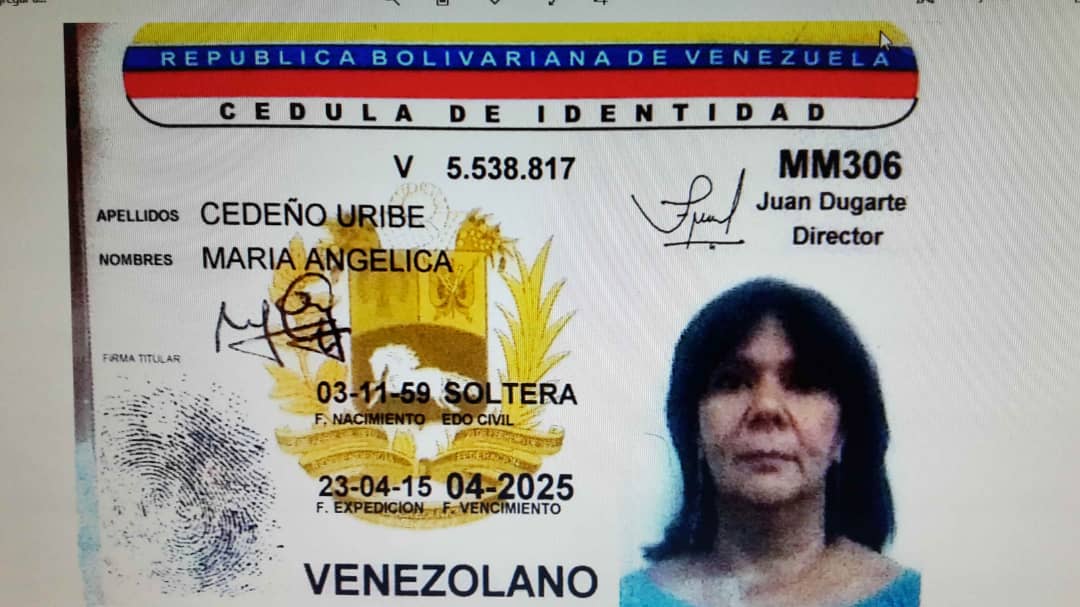 REPUBLICA BOLIVARIANA DE VENEZUELA
CEDULA DE IDENTIDAD
V 5.538.817
MM306
Juan Dugarte
Director
APELLIDOS CEDEÑO URIBE
NOMBRES MARIA ANGELICA
FIRMA TITULAR
03-11-59 SOLTERA
F. NACIMIENTO EDO CIVIL
23-04-15 04-2025
F. EXPEDICION F. VENCIMIENTO
VENEZOLANO